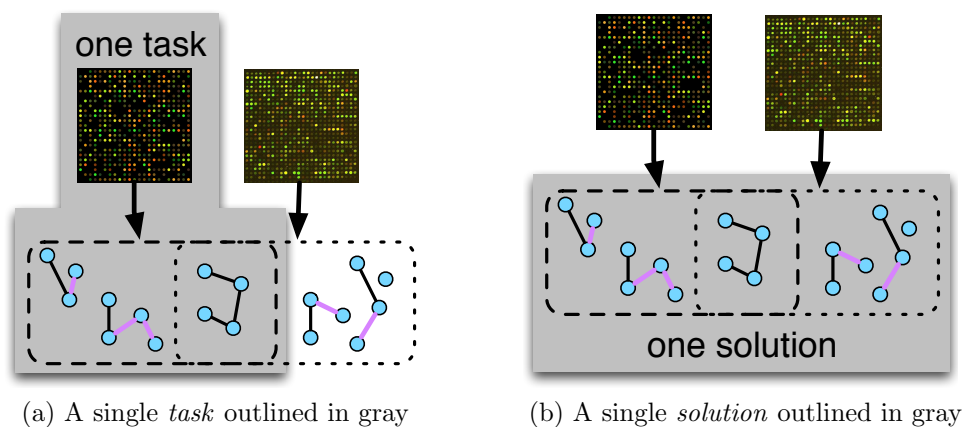 one task
one solution
(a) A single task outlined in gray
(b) A single solution outlined in gray